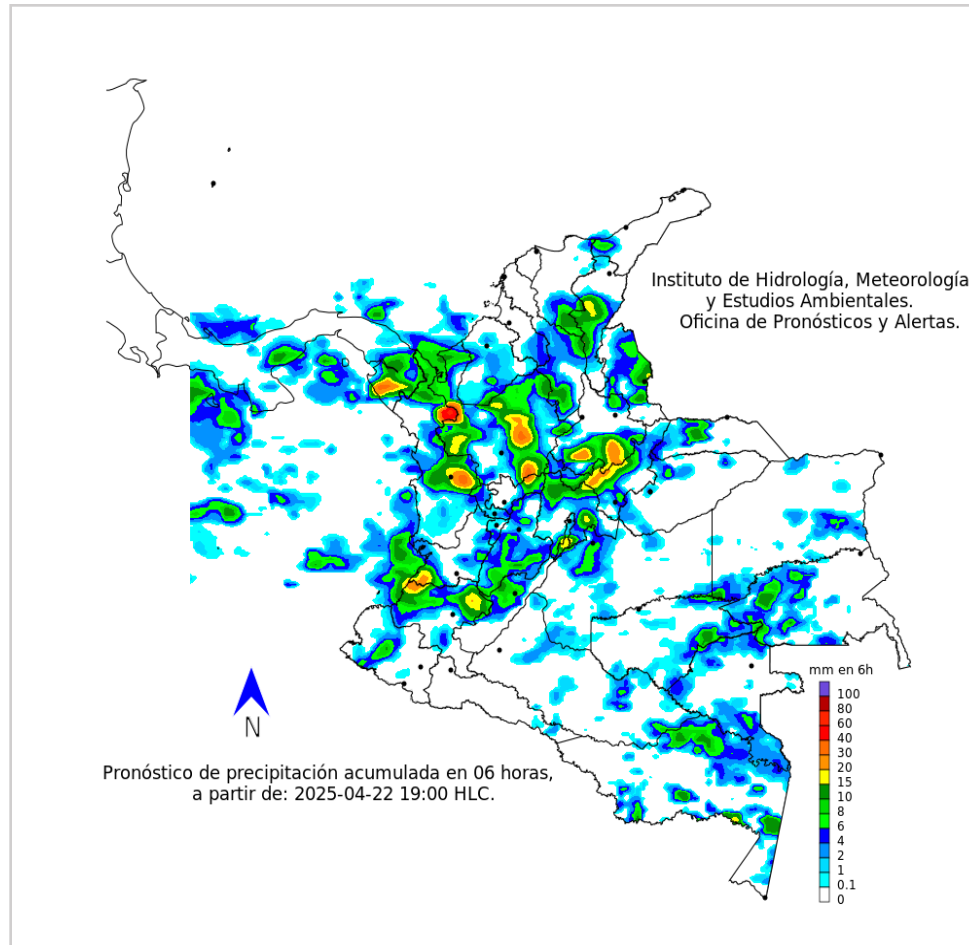 Instituto de Hidrología, Meteorología
y Estudios Ambientales.
Oficina de Pronósticos y Alertas.
mm en 6h
100
80
60
40
30
20
15
10
8
6
4
2
1
0.1
0
N
Pronóstico de precipitación acumulada en 06 horas,
a partir de: 2025-04-22 19:00 HLC.